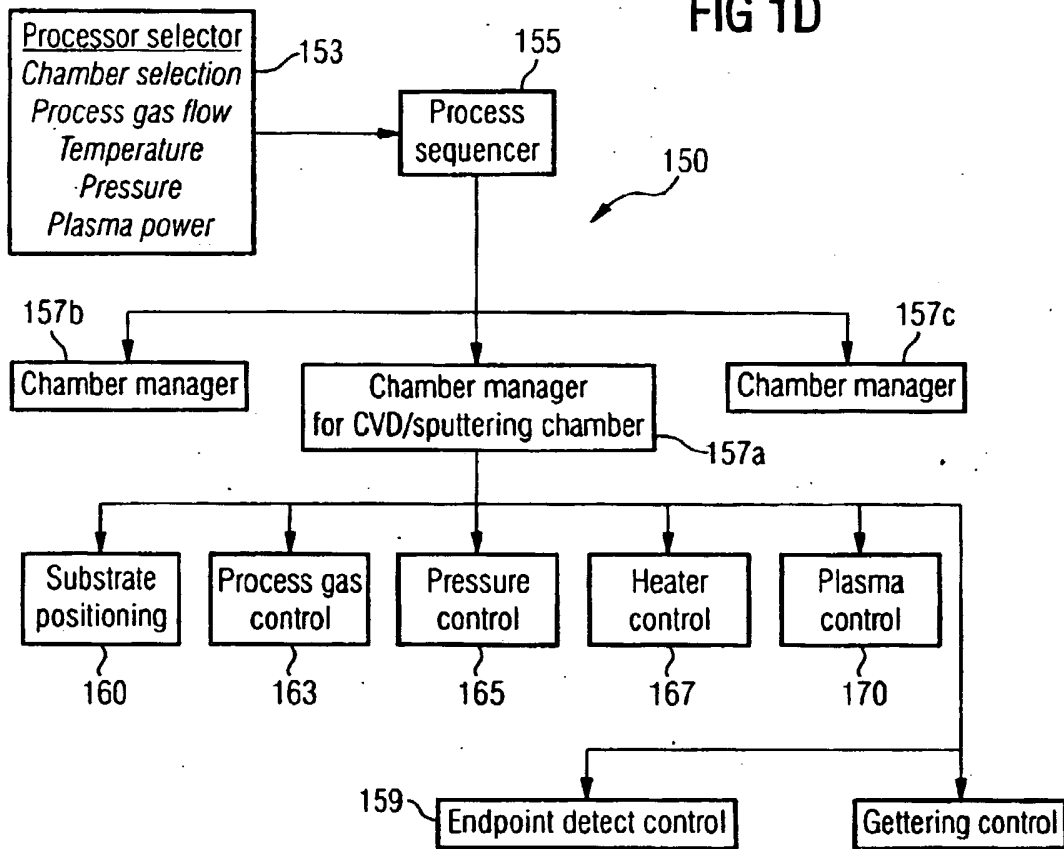 FIG 1D
Processor selector
Chamber selection
Process gas flow
Temperature
Pressure
Plasma power
153
155
Process
sequencer
150
157b
Chamber manager
Chamber manager
for CVD/sputtering chamber
157a
157c
Chamber manager
Substrate
positioning
160
Process gas
control
163
Pressure
control
165
Heater
control
167
Plasma
control
170
159
Endpoint detect control
Gettering control